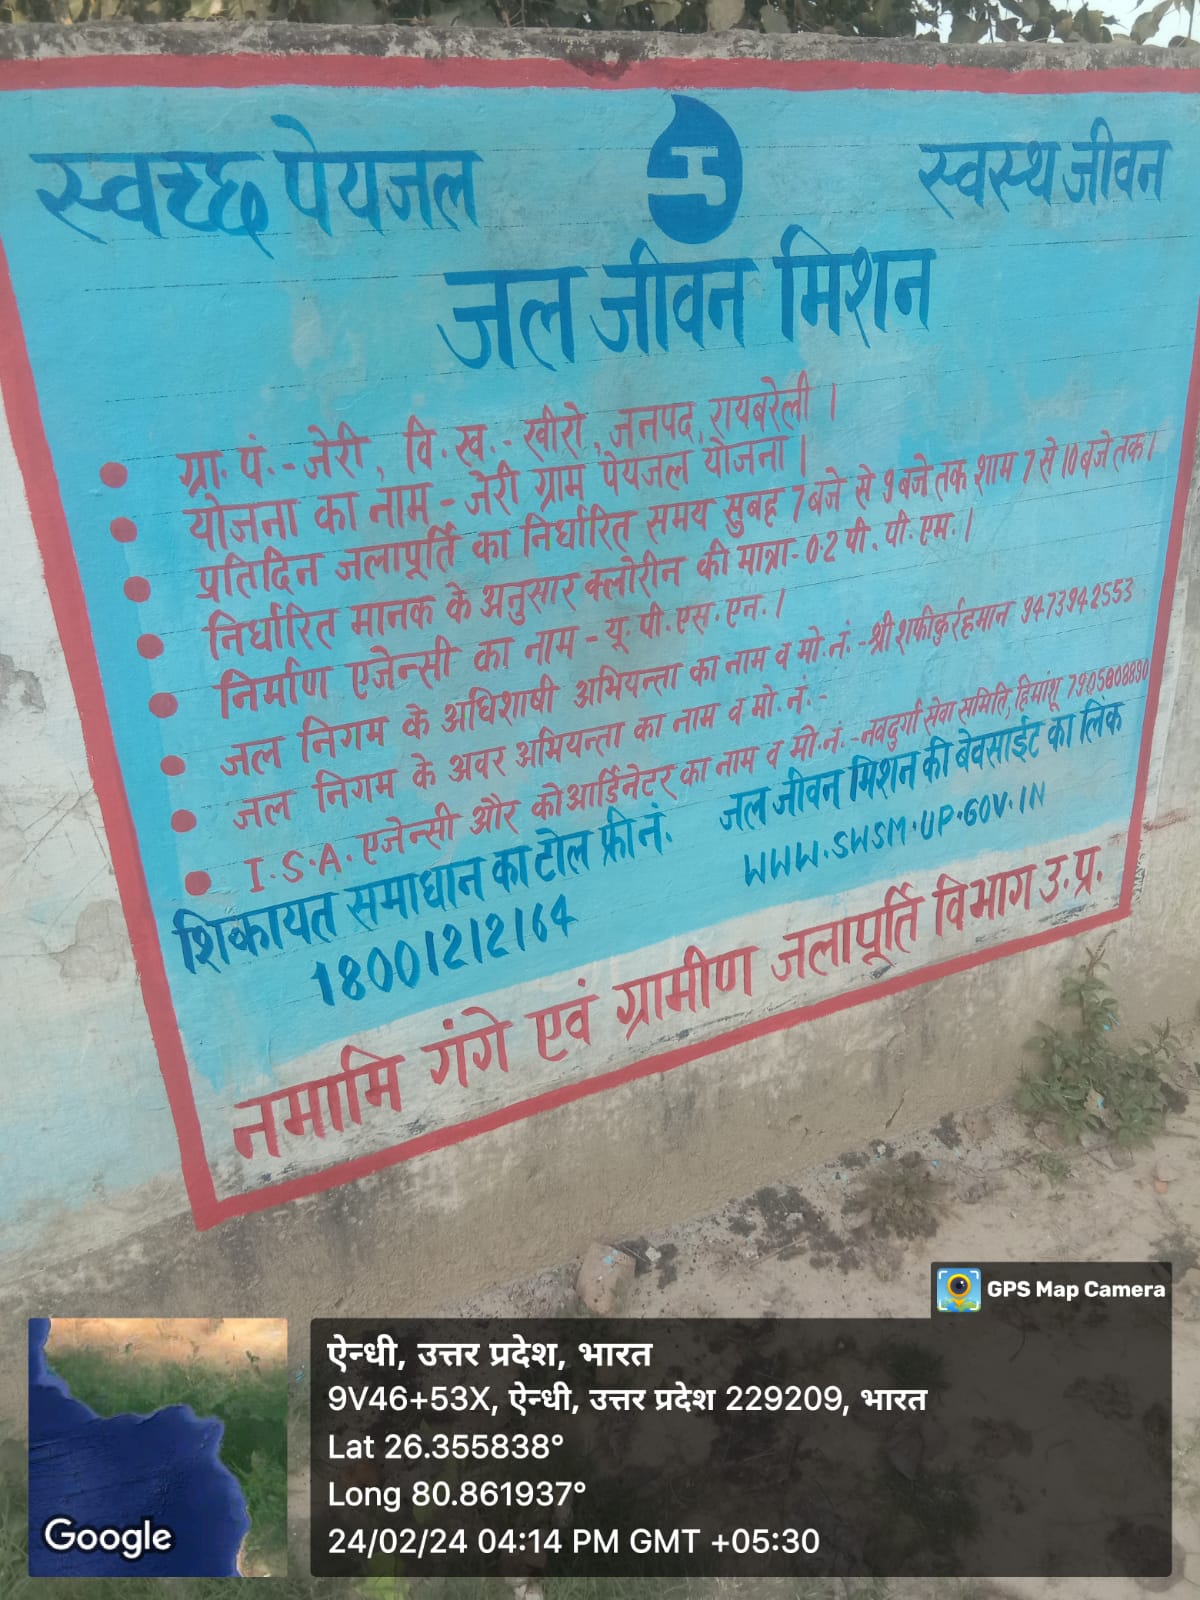 स्वच्छ पेयजल
स्वस्थ जीवन
जल जीवन मिशन
• ग्रा. पं. - जेरी, वि. ख. - खीरो, जनपद, रायबरेली ।
• योजना का नाम - जेरी ग्राम पेयजल योजना ।
• प्रतिदिन जलापूर्ति का निर्धारित समय सुबह 7 बजे से 9 बजे तक शाम 7 से 10 बजे तक ।
• निर्धारित मानक के अनुसार क्लोरीन की मात्रा - 0.2 पी. पी. एम. ।
• निर्माण एजेन्सी का नाम - यू. पी. एस. एन. ।
• जल निगम के अधिशाषी अभियन्ता का नाम व मो. नं. - श्री शफीकुर्रहमान 9473942553
• जल निगम के अवर अभियन्ता का नाम व मो. नं. -
• I.S.A. एजेन्सी और कोआर्डिनेटर का नाम व मो. नं. - नवदुर्गा सेवा समिति, हिमांशू 7905808890
शिकायत समाधान का टोल फ्री नं.
18001212164
जल जीवन मिशन की बेवसाईट का लिंक
WWW.SWSM.UP.GOV.IN
नमामि गंगे एवं ग्रामीण जलापूर्ति विभाग उ. प्र.
GPS Map Camera
ऐन्धी, उत्तर प्रदेश, भारत
9V46+53X, ऐन्धी, उत्तर प्रदेश 229209, भारत
Lat 26.355838°
Long 80.861937°
24/02/24 04:14 PM GMT +05:30
Google